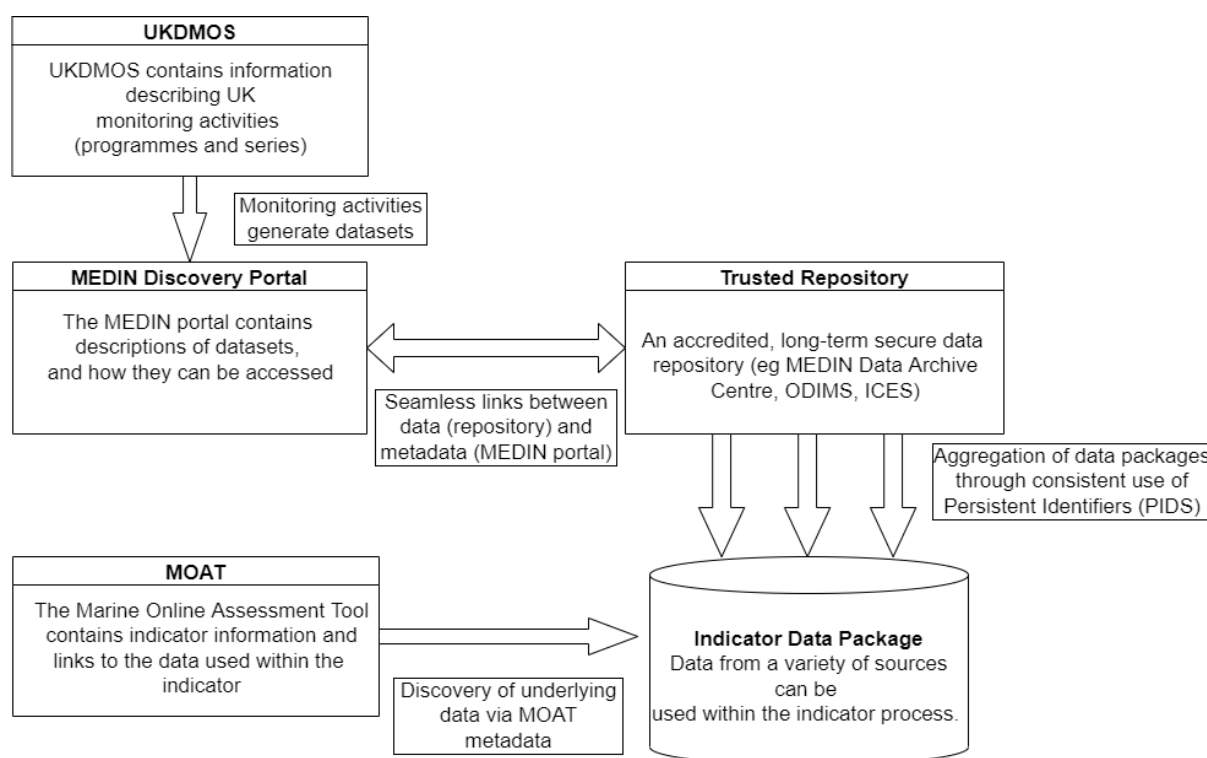 UKDMOS
UKDMOS contains information
describing UK
monitoring activities
(programmes and series)
Monitoring activities
generate datasets
MEDIN Discovery Portal
The MEDIN portal contains
descriptions of datasets,
and how they can be accessed
Seamless links between
data (repository) and
metadata (MEDIN portal)
Trusted Repository
An accredited, long-term secure data
repository (eg MEDIN Data Archive
Centre, ODIMS, ICES)
Aggregation of data packages
through consistent use of
Persistent Identifiers (PIDS)
MOAT
The Marine Online Assessment Tool
contains indicator information and
links to the data used within the
indicator
Discovery of underlying
data via MOAT
metadata
Indicator Data Package
Data from a variety of sources
can be
used within the indicator process.